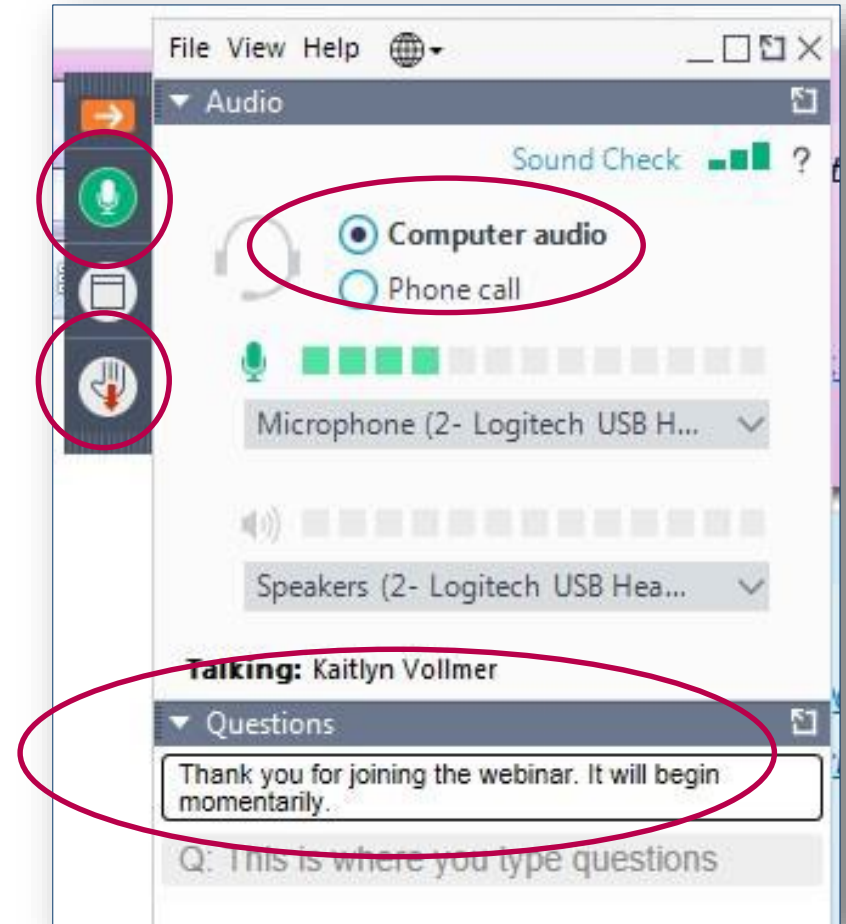 File View Help
Audio
Sound Check ?
Computer audio
Phone call
Microphone (2- Logitech USB H...
Speakers (2- Logitech USB Hea...
Talking: Kaitlyn Vollmer
Questions
Thank you for joining the webinar. It will begin
momentarily.
Q: This is where you type questions